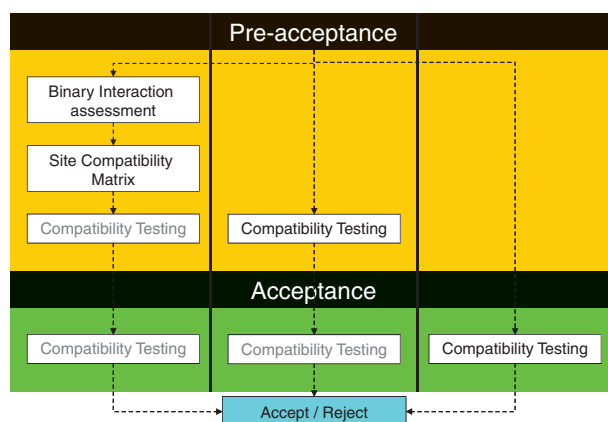 Pre-acceptance
Binary Interaction
assessment
Site Compatibility
Matrix
Compatibility Testing
Compatibility Testing
Acceptance
Compatibility Testing
Compatibility Testing
Compatibility Testing
Accept / Reject